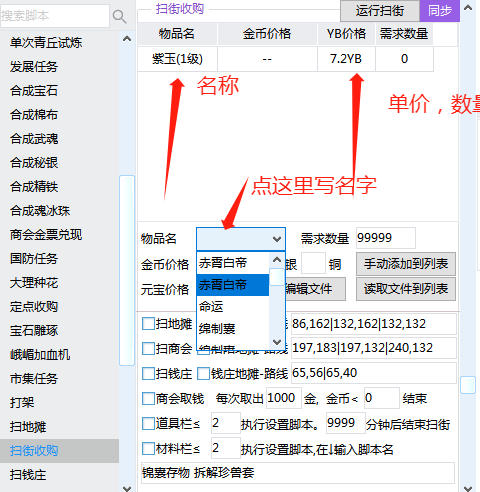 搜索脚本
单次青丘试炼
发展任务
合成宝石
合成棉布
合成武魂
合成秘银
合成精铁
合成魂冰珠
商会金票兑现
国防任务
大理种花
定点收购
宝石雕琢
峨嵋加血机
市集任务
打架
扫地摊
扫街收购
扫钱庄
扫街收购 运行扫街 同步
物品名 金币价格 YB价格 需求数量
紫玉(1级) -- 7.2YB 0
名称
单价，数量
点这里写名字
物品名 需求数量 99999
金币价格 银 铜 手动添加到列表
元宝价格 编辑文件 读取文件到列表
赤霄白帝
赤霄白帝
命运
编制囊
扫地摊 线 86,162|132,162|132,132
扫商会 197,183|197,132|240,132
扫钱庄 钱庄地摊-路线 65,56|65,40
商会取钱 每次取出 1000 金, 金币< 0 结束
道具栏≤ 2 执行设置脚本。 9999 分钟后结束扫街
材料栏≤ 2 执行设置脚本,在↓输入脚本名
锦囊存物 拆解珍兽套